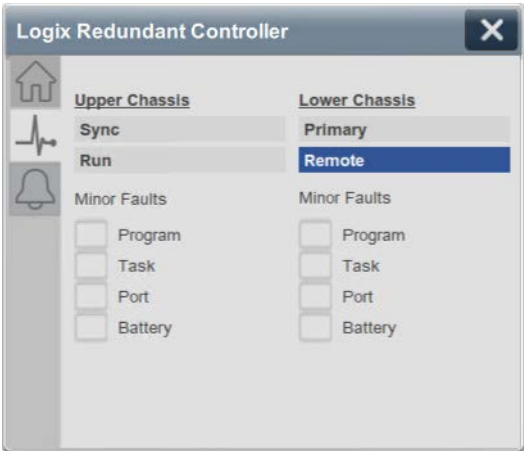 Logix Redundant Controller
Upper Chassis Lower Chassis
Sync Primary
Run Remote
Minor Faults Minor Faults
Program Program
Task Task
Port Port
Battery Battery